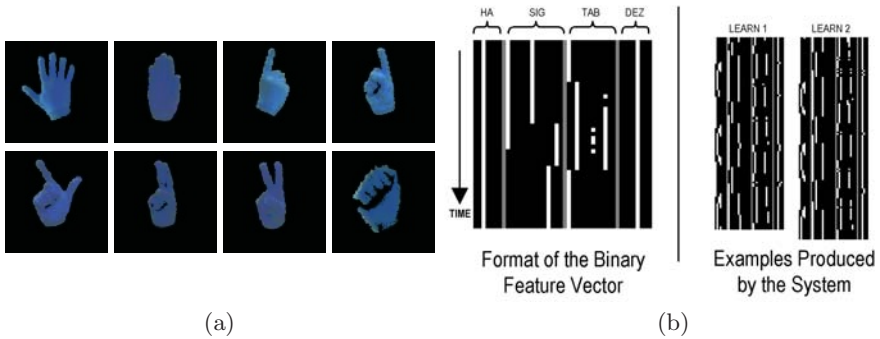 HA SIG TAB DEZ
TIME
Format of the Binary
Feature Vector
LEARN 1 LEARN 2
Examples Produced
by the System
(a)
(b)